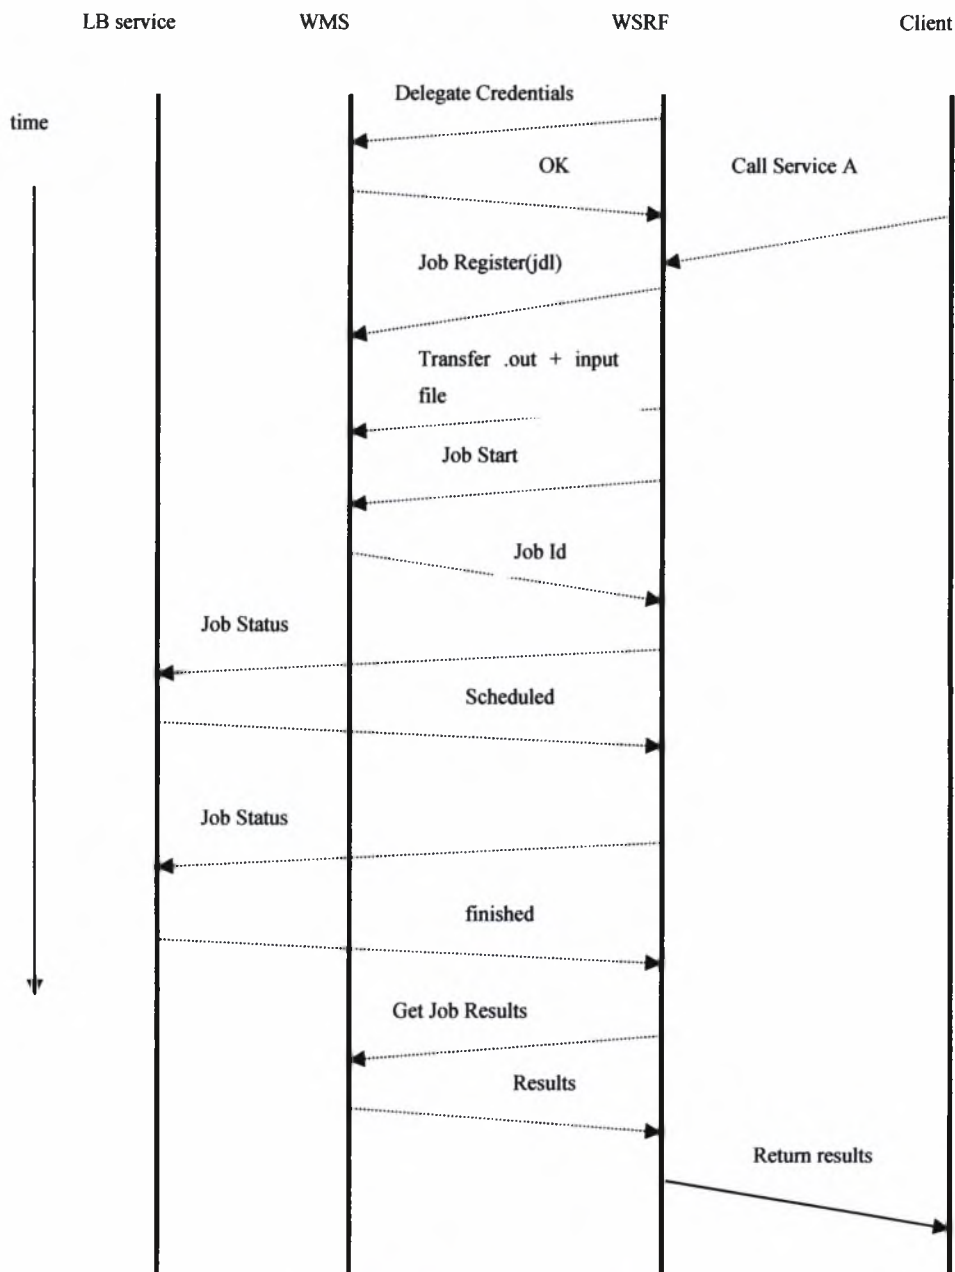 LB service WMS WSRF Client
Delegate Credentials
time
OK Call Service A
Job Register(jdl)
Transfer .out + input
file
Job Start
Job Id
Job Status
Scheduled
Job Status
finished
Get Job Results
Results
Return results